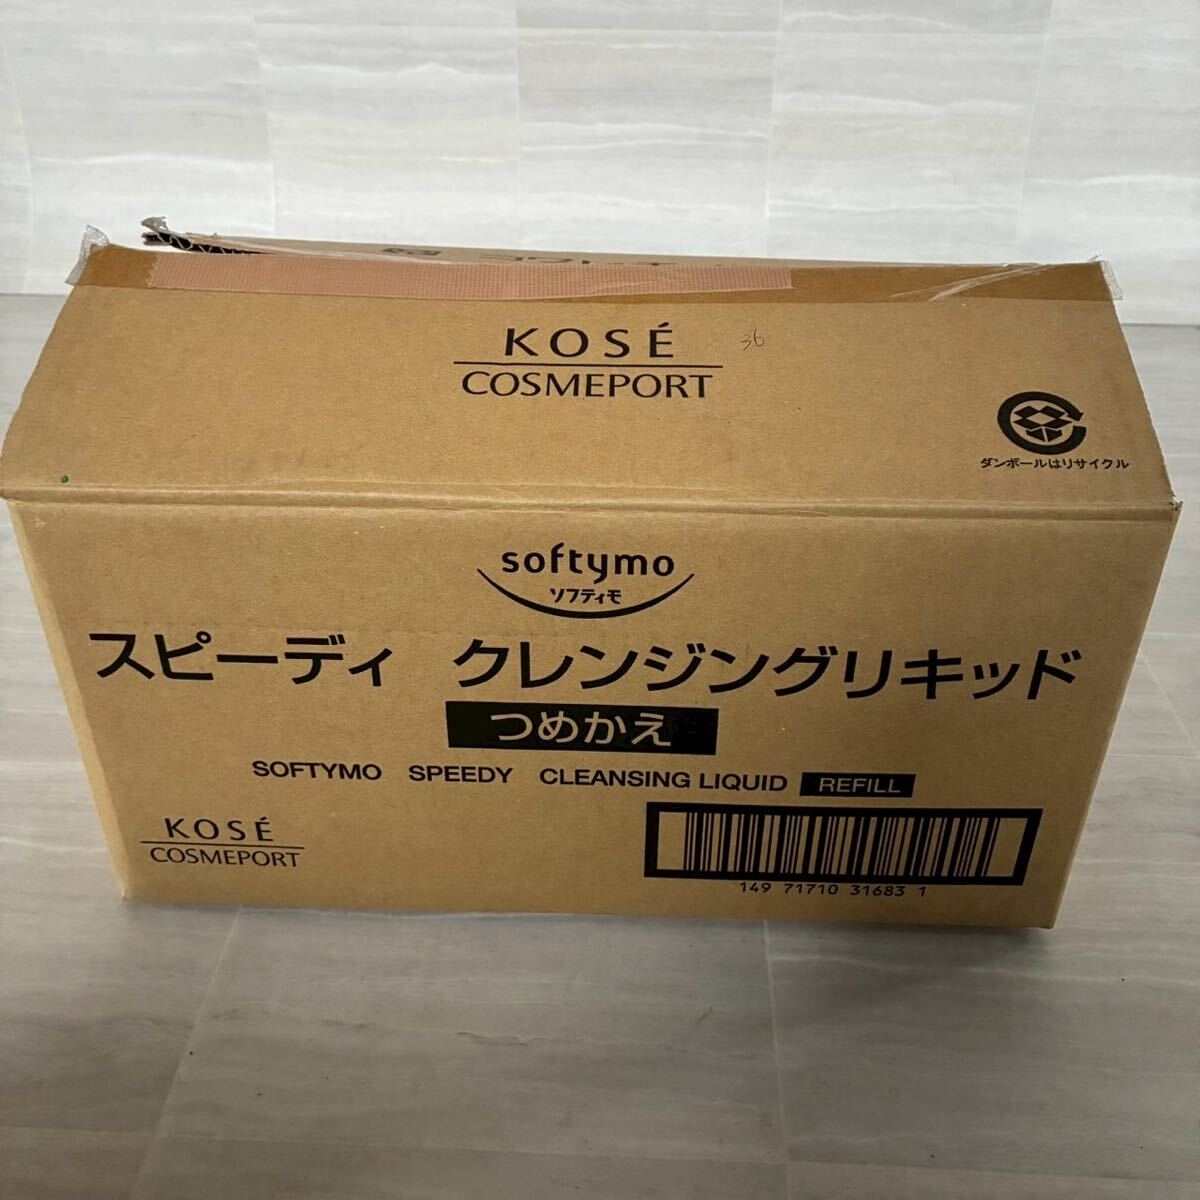 KOSÉ
36
COSMEPORT
ダンボールはリサイクル
softymo
ソフティモ
スピーディ クレンジングリキッド
つめかえ
SOFTYMO SPEEDY CLEANSING LIQUID REFILL
KOSÉ
COSMEPORT
149 71710 31683 1